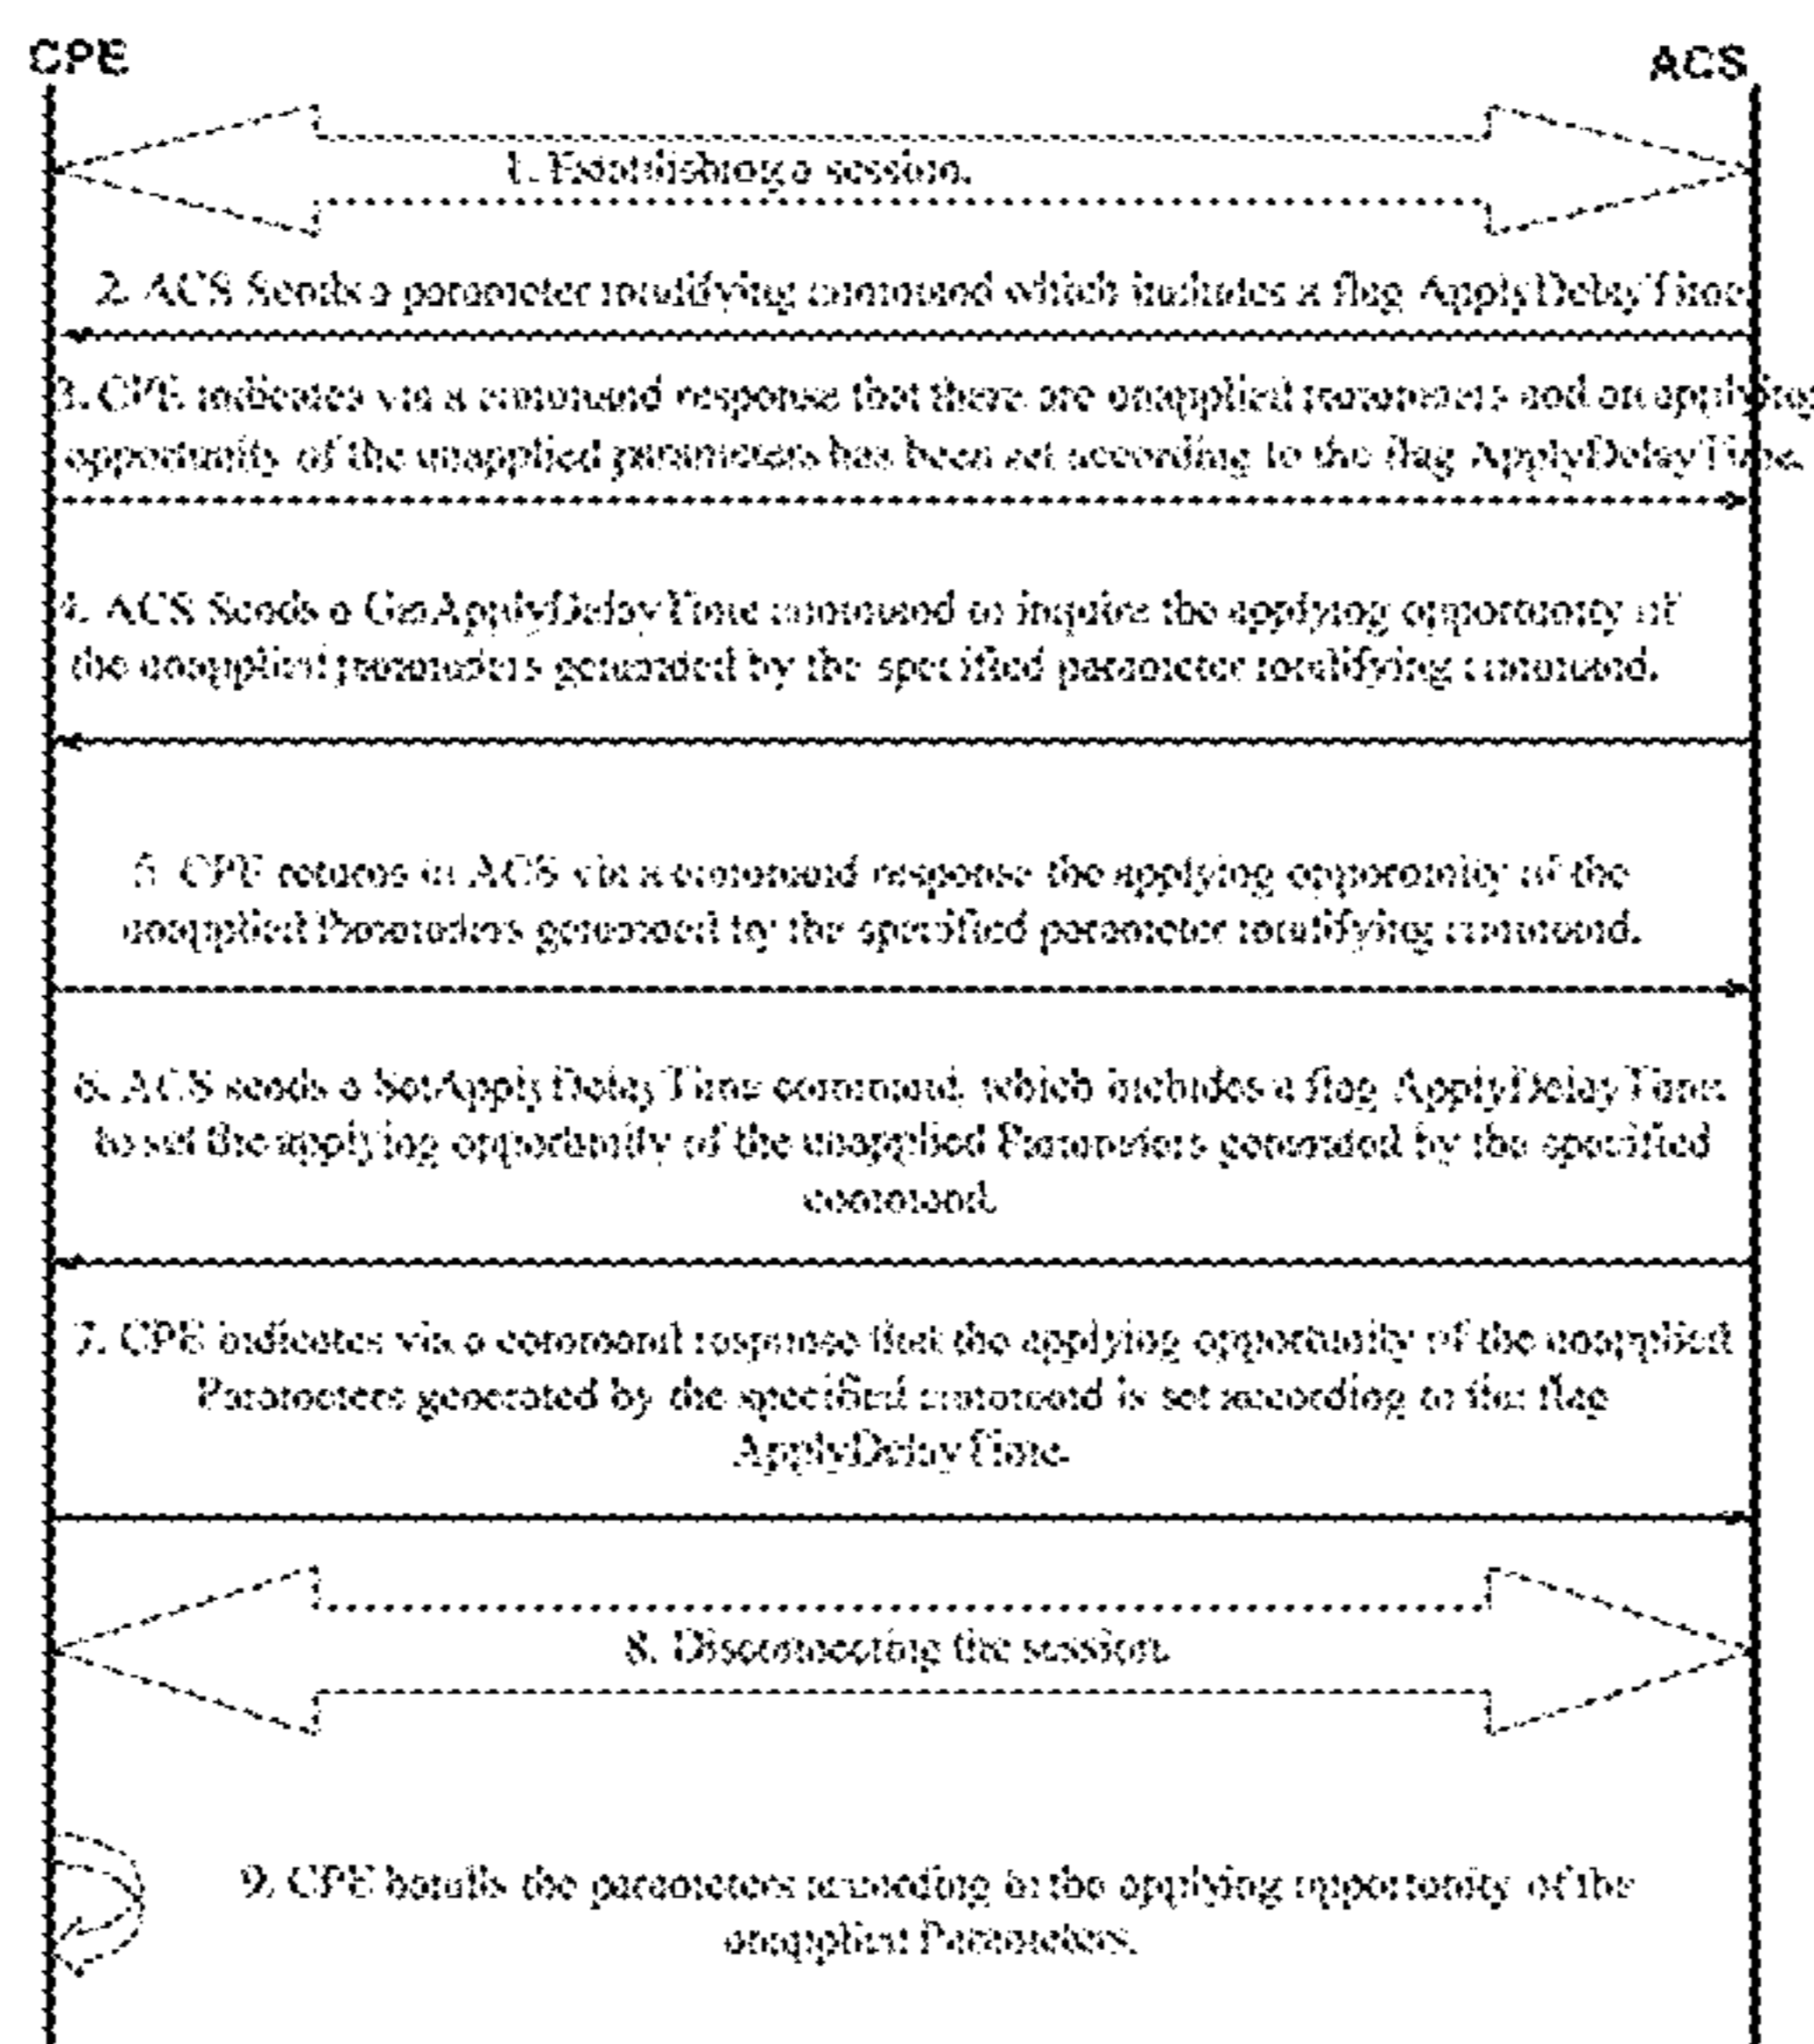 CPE
ACS
1. Establishing a session.
2. ACS Sends a parameter modifying command which includes a flag ApplyDelayTime
3. CPE indicates via a command response that there are unapplied parameters and an applying
opportunity of the unapplied parameters has been set according to the flag ApplyDelayTime.
4. ACS Sends a GetApplyDelayTime command to inquire the applying opportunity of
the unapplied parameters generated by the specified parameter modifying command.
5. CPE returns to ACS via a command response the applying opportunity of the
unapplied Parameters generated by the specified parameter modifying command.
6. ACS sends a SetApplyDelayTime command, which includes a flag ApplyDelayTime
to set the applying opportunity of the unapplied Parameters generated by the specified
command.
7. CPE indicates via a command response that the applying opportunity of the unapplied
Parameters generated by the specified command is set according to the flag
ApplyDelayTime.
8. Disconnecting the session.
9. CPE the parameters according to the applying opportunity of the
unapplied Parameters.